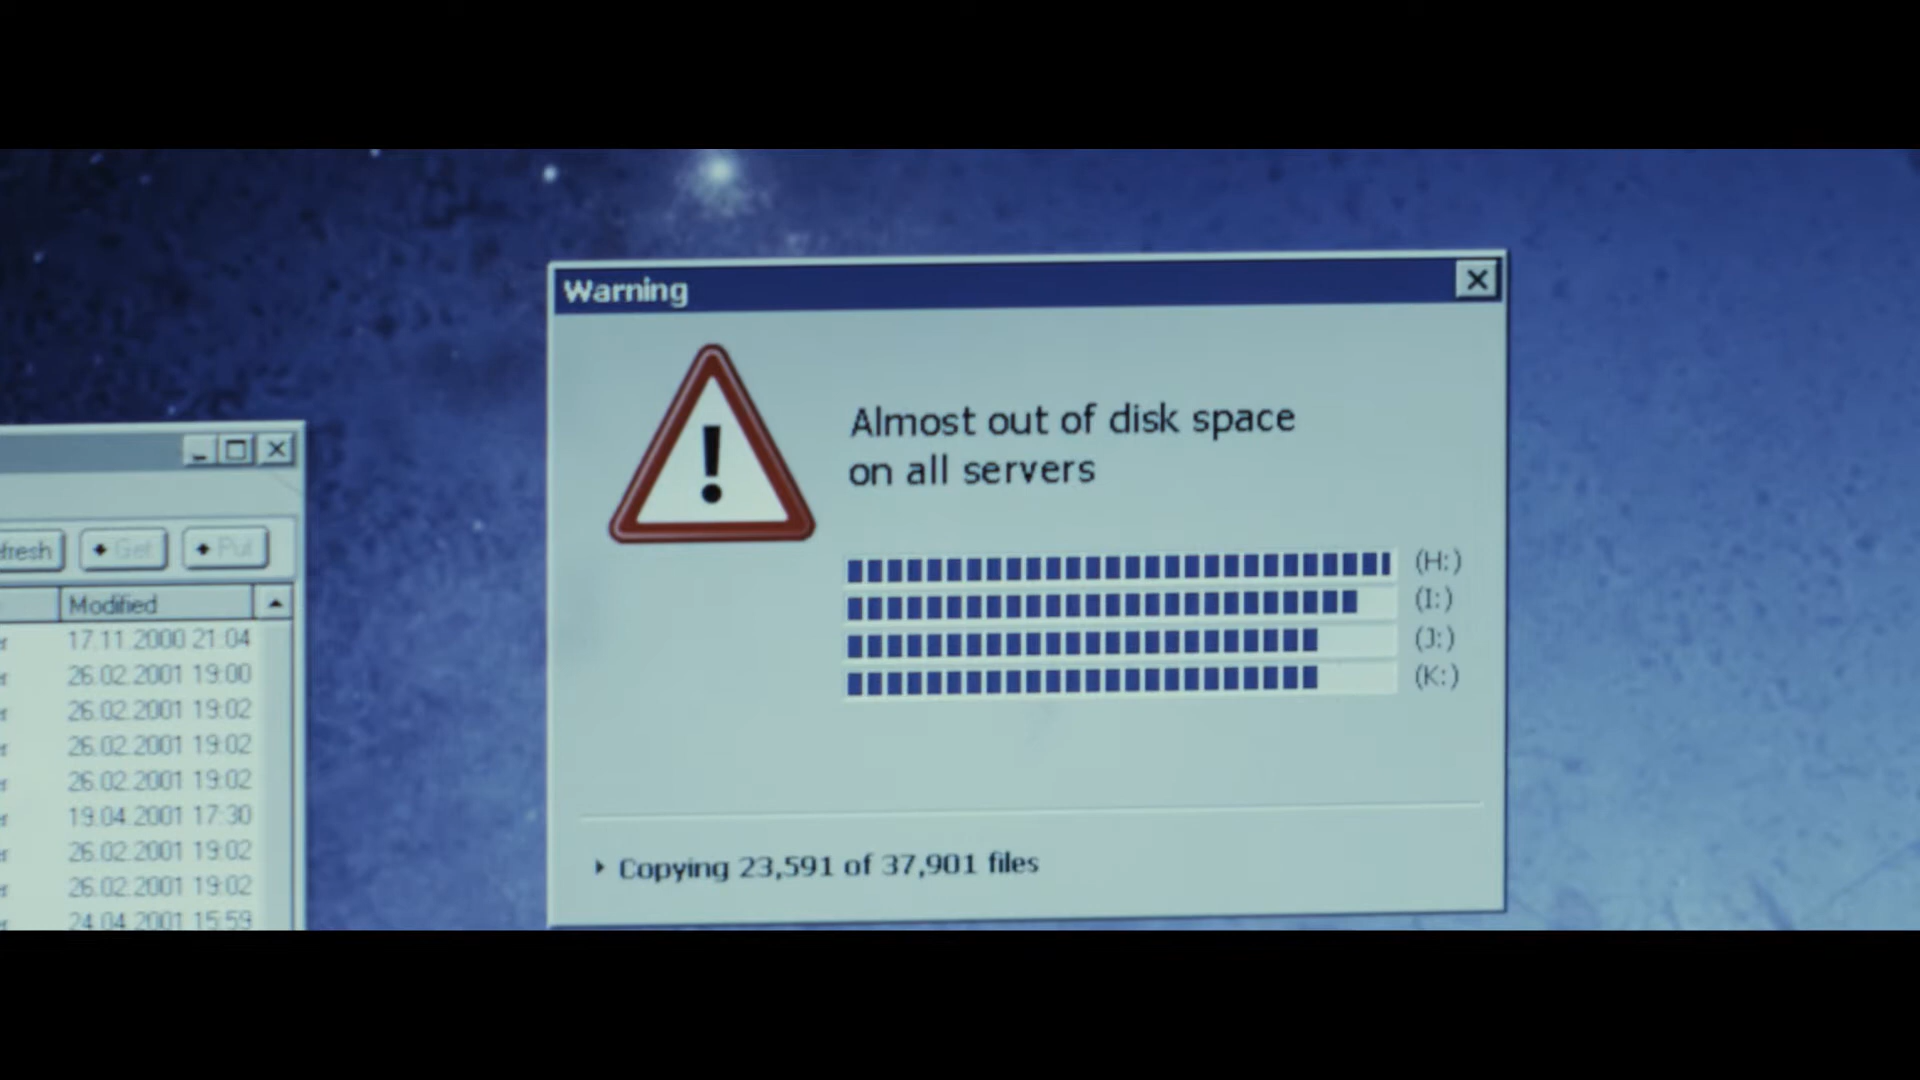 Warning
Almost out of disk space
on all servers
(H:)
(I:)
(J:)
(K:)
Copying 23,591 of 37,901 files
Get
Put
Modified
17.11.2000 21:04
26.02.2001 19:00
26.02.2001 19:02
26.02.2001 19:02
26.02.2001 19:02
19.04.2001 17:30
26.02.2001 19:02
26.02.2001 19:02
24.04.2001 15:59